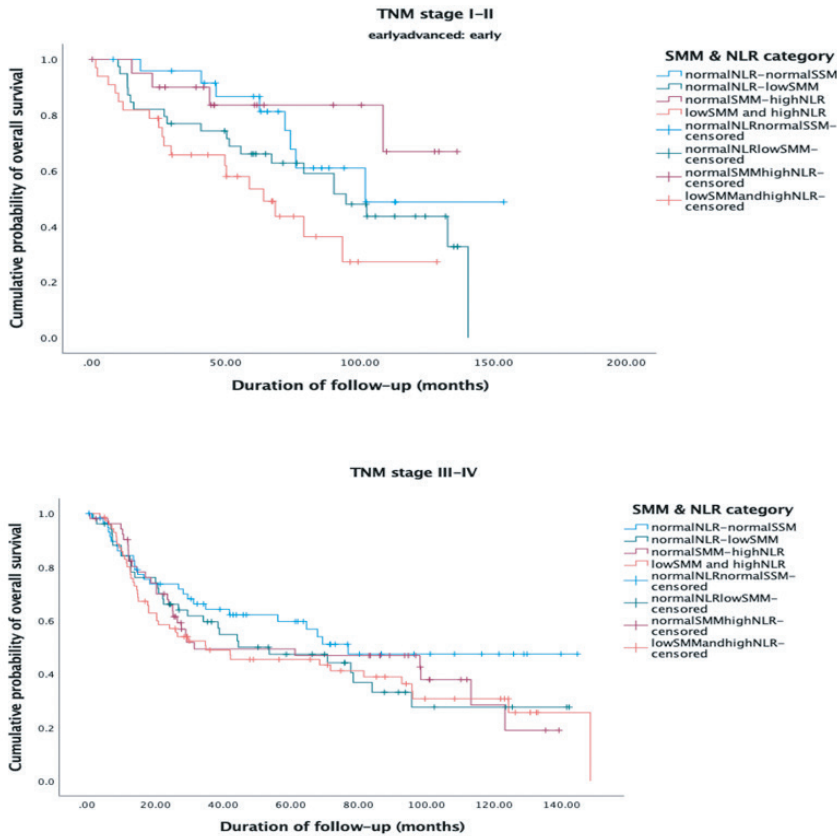 TNM stage I-II
earlyadvanced: early
Cumulative probability of overall survival
1.0
0.8
0.6
0.4
0.2
0.0
.00
50.00
100.00
150.00
200.00
Duration of follow-up (months)
SMM & NLR category
normalNLR-normalSSM
normalNLR-lowSMM
normalSMM-highNLR
lowSMM and highNLR
normalNLRnormalSSM-
censored
normalNLRlowSMM-
censored
normalSMMhighNLR-
censored
lowSMMandhighNLR-
censored
TNM stage III-IV
Cumulative probability of overall survival
1.0
0.8
0.6
0.4
0.2
0.0
.00
20.00
40.00
60.00
80.00
100.00
120.00
140.00
Duration of follow-up (months)
SMM & NLR category
normalNLR-normalSSM
normalNLR-lowSMM
normalSMM-highNLR
lowSMM and highNLR
normalNLRnormalSSM-
censored
normalNLRlowSMM-
censored
normalSMMhighNLR-
censored
lowSMMandhighNLR-
censored